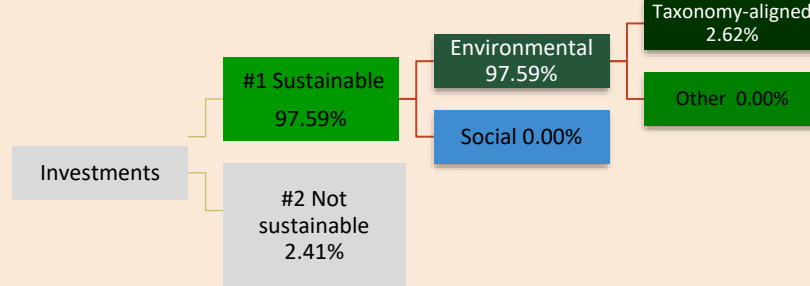 Taxonomy-aligned
2.62%
Environmental
97.59%
#1 Sustainable
97.59%
Other 0.00%
Social 0.00%
Investments
#2 Not
sustainable
2.41%